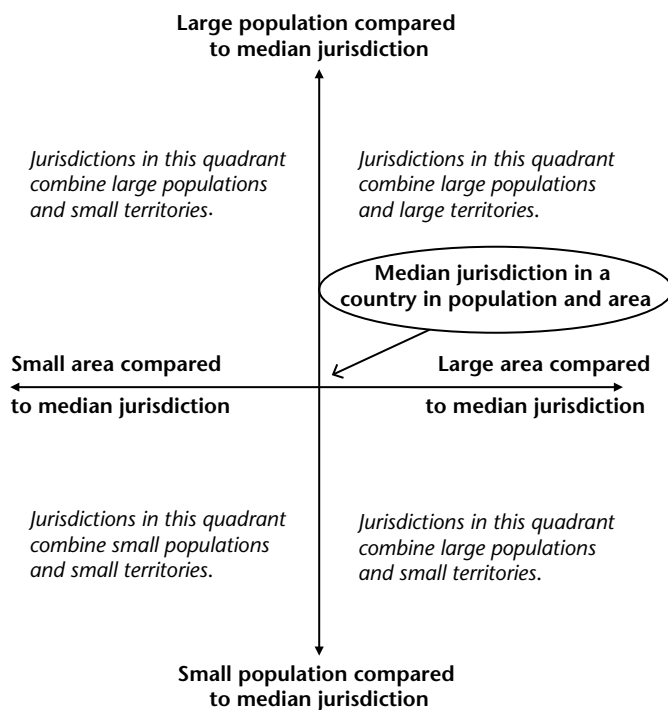 Large population compared
to median jurisdiction
Jurisdictions in this quadrant
combine large populations
and small territories.
Jurisdictions in this quadrant
combine large populations
and large territories.
Median jurisdiction in a
country in population and area
Small area compared
to median jurisdiction
Large area compared
to median jurisdiction
Jurisdictions in this quadrant
combine small populations
and small territories.
Jurisdictions in this quadrant
combine large populations
and small territories.
Small population compared
to median jurisdiction